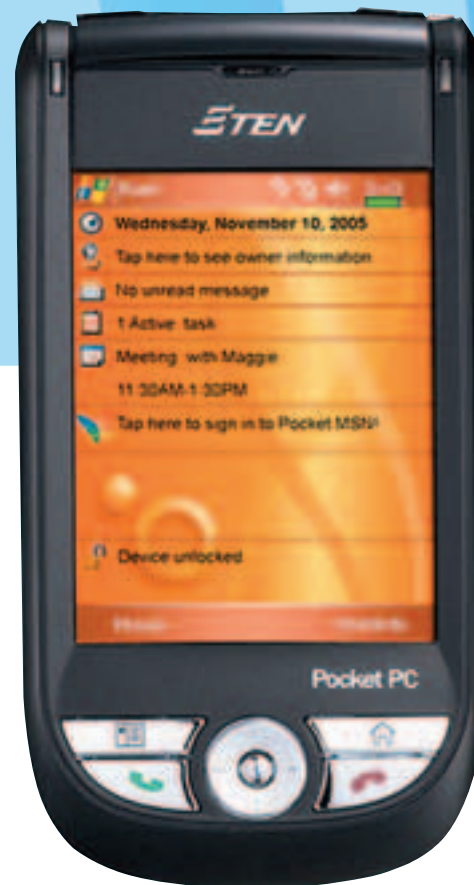 ETEN
Wednesday, November 10, 2005
Tap here to see owner information
No unread message
1 Active task
Meeting with Maggie
11:30AM-1:30PM
Tap here to sign in to Pocket MSN!
Device unlocked
Pocket PC